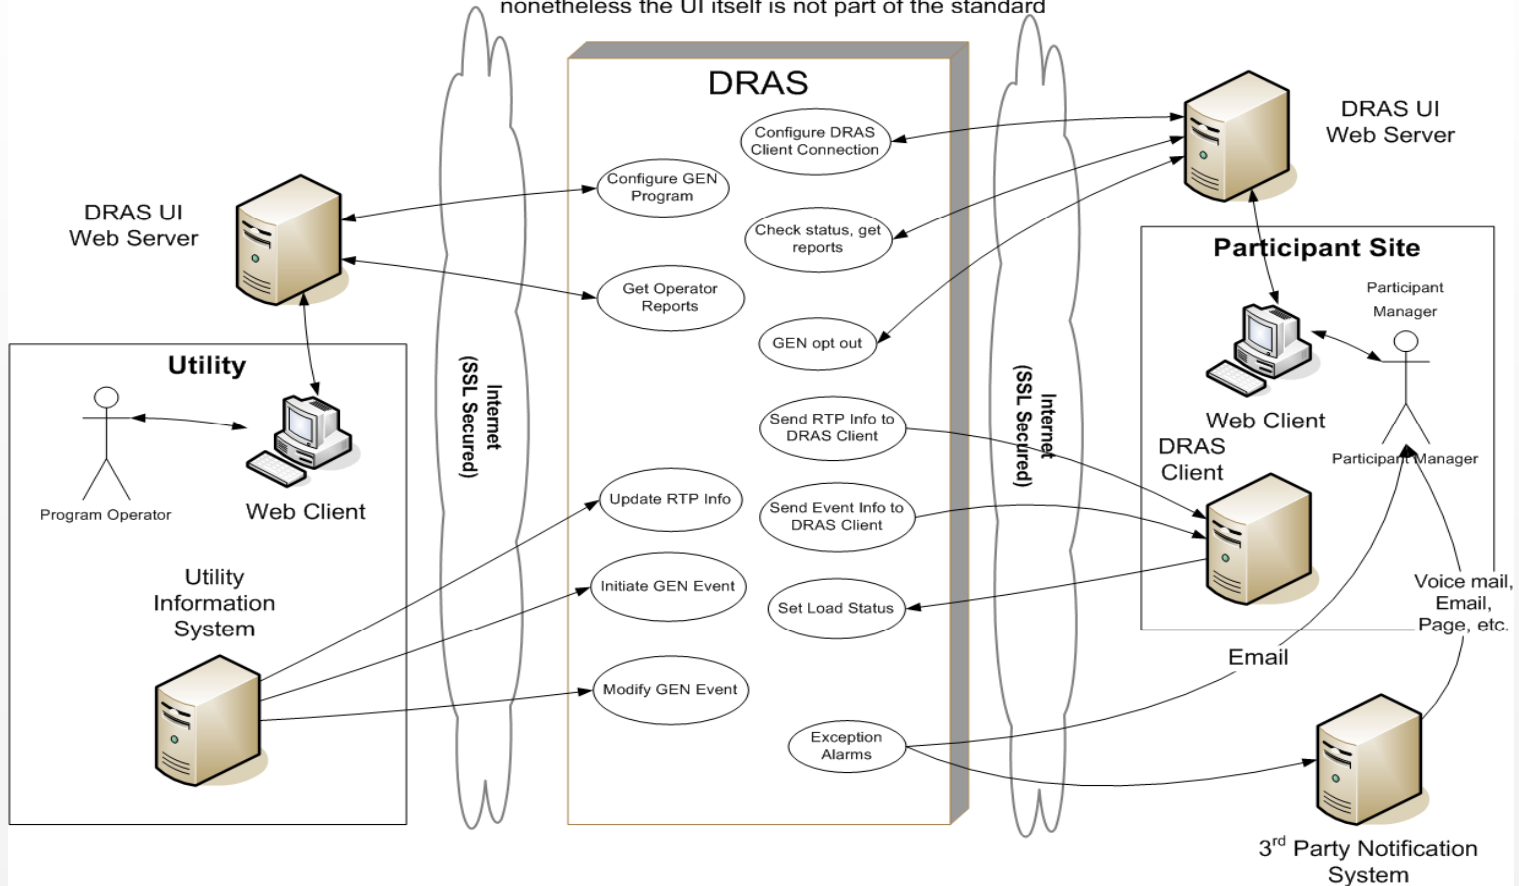 nonetheless the UI itself is not part of the standard
DRAS
DRAS UI
Web Server
Configure GEN
Program
Get Operator
Reports
Utility
Program Operator
Web Client
Utility
Information
System
Internet
(SSL Secured)
Update RTP Info
Initiate GEN Event
Modify GEN Event
Configure DRAS
Client Connection
Check status, get
reports
GEN opt out
Send RTP Info to
DRAS Client
Send Event Info to
DRAS Client
Set Load Status
Exception
Alarms
Internet
(SSL Secured)
DRAS UI
Web Server
Participant Site
Participant
Manager
Web Client
DRAS
Client
Participant Manager
Voice mail,
Email,
Page, etc.
Email
3rd Party Notification
System